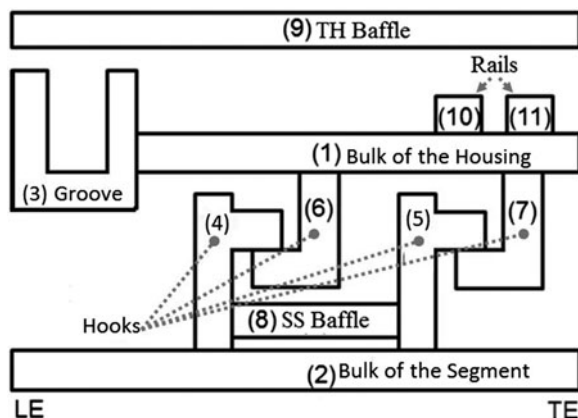 (9) TH Baffle
Rails
(10) (11)
(1) Bulk of the Housing
(3) Groove
(4) (6) (5) (7)
Hooks
(8) SS Baffle
(2) Bulk of the Segment
LE TE